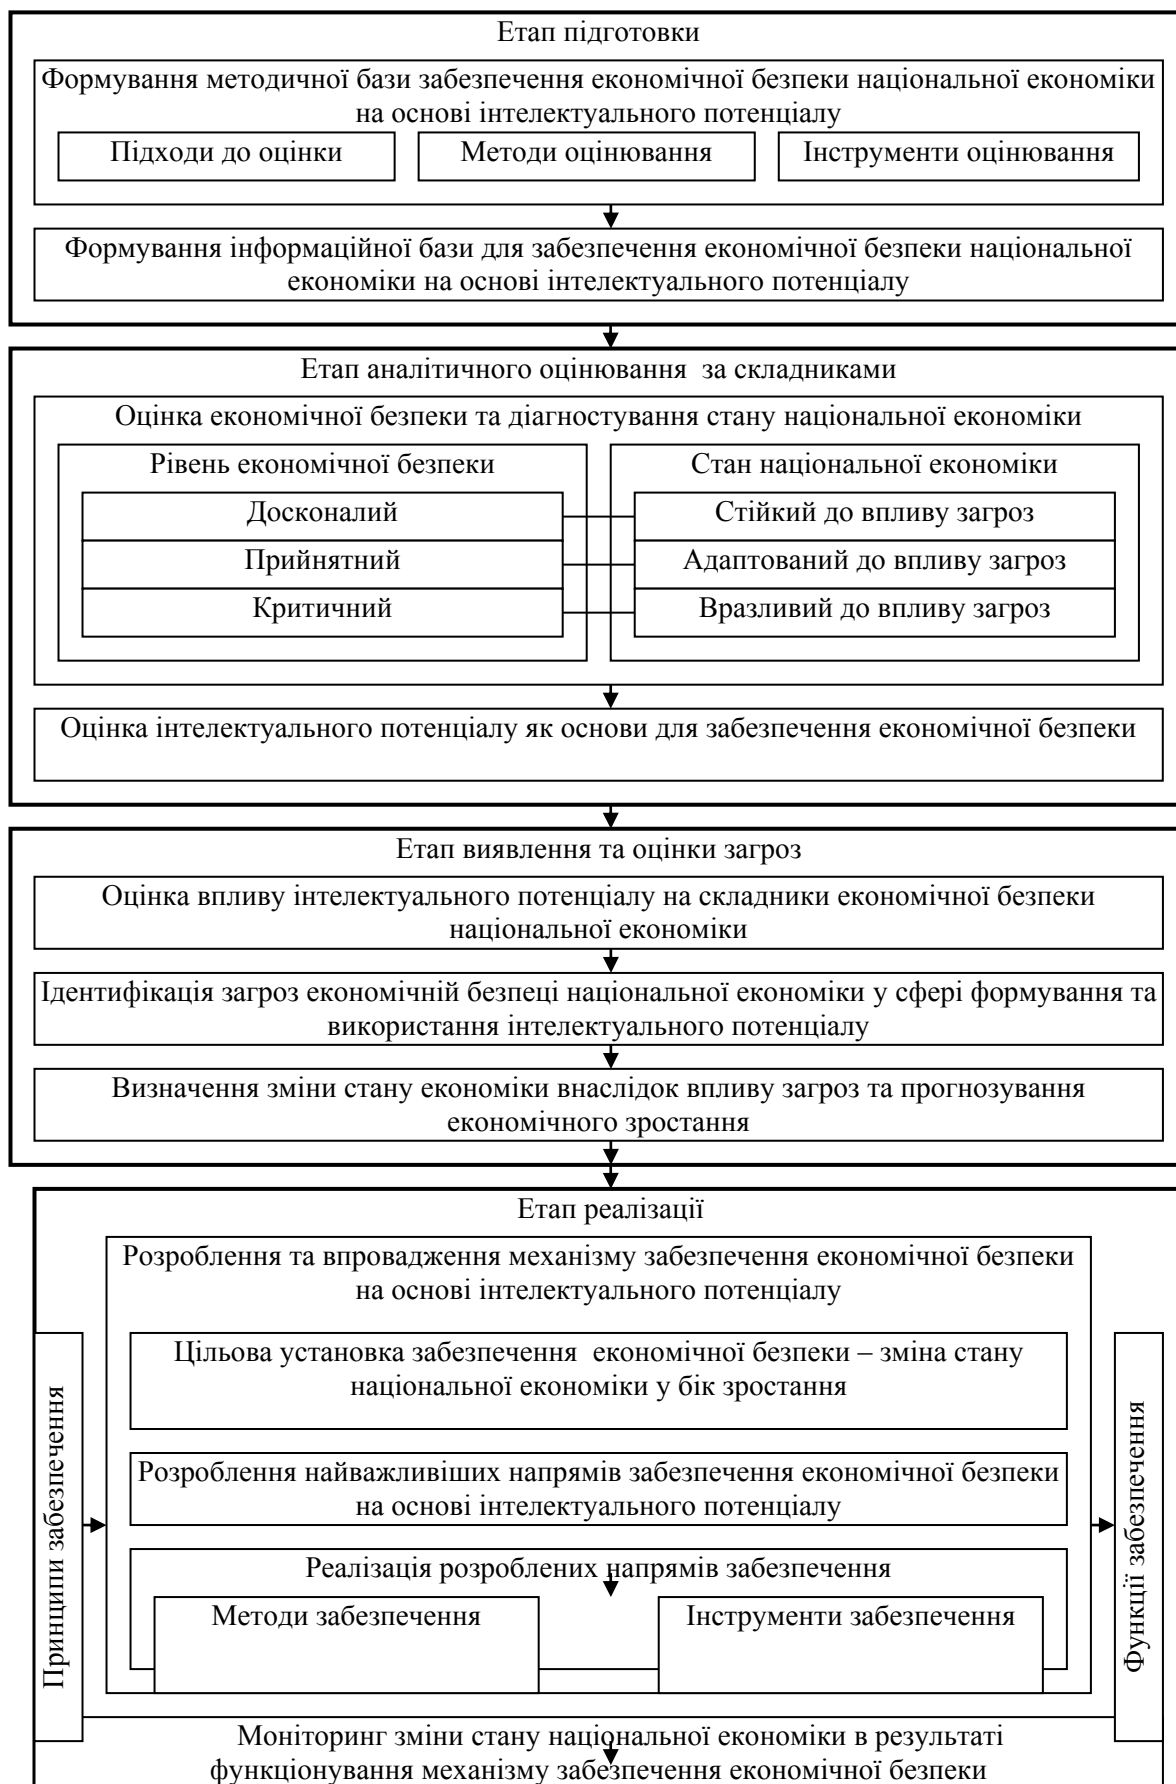 Етап підготовки
Формування методичної бази забезпечення економічної безпеки національної економіки
на основі інтелектуального потенціалу
Підходи до оцінки
Методи оцінювання
Інструменти оцінювання
Формування інформаційної бази для забезпечення економічної безпеки національної
економіки на основі інтелектуального потенціалу
Етап аналітичного оцінювання за складниками
Оцінка економічної безпеки та діагностування стану національної економіки
Рівень економічної безпеки
Стан національної економіки
Досконалий
Стійкий до впливу загроз
Прийнятний
Адаптований до впливу загроз
Критичний
Вразливий до впливу загроз
Оцінка інтелектуального потенціалу як основи для забезпечення економічної безпеки
Етап виявлення та оцінки загроз
Оцінка впливу інтелектуального потенціалу на складники економічної безпеки
національної економіки
Ідентифікація загроз економічній безпеці національної економіки у сфері формування та
використання інтелектуального потенціалу
Визначення зміни стану економіки внаслідок впливу загроз та прогнозування
економічного зростання
Етап реалізації
Розроблення та впровадження механізму забезпечення економічної безпеки
на основі інтелектуального потенціалу
Принципи забезпечення
Цільова установка забезпечення економічної безпеки – зміна стану
національної економіки у бік зростання
Розроблення найважливіших напрямів забезпечення економічної безпеки
на основі інтелектуального потенціалу
Реалізація розроблених напрямів забезпечення
Методи забезпечення
Інструменти забезпечення
Функції забезпечення
Моніторинг зміни стану національної економіки в результаті
функціонування механізму забезпечення економічної безпеки